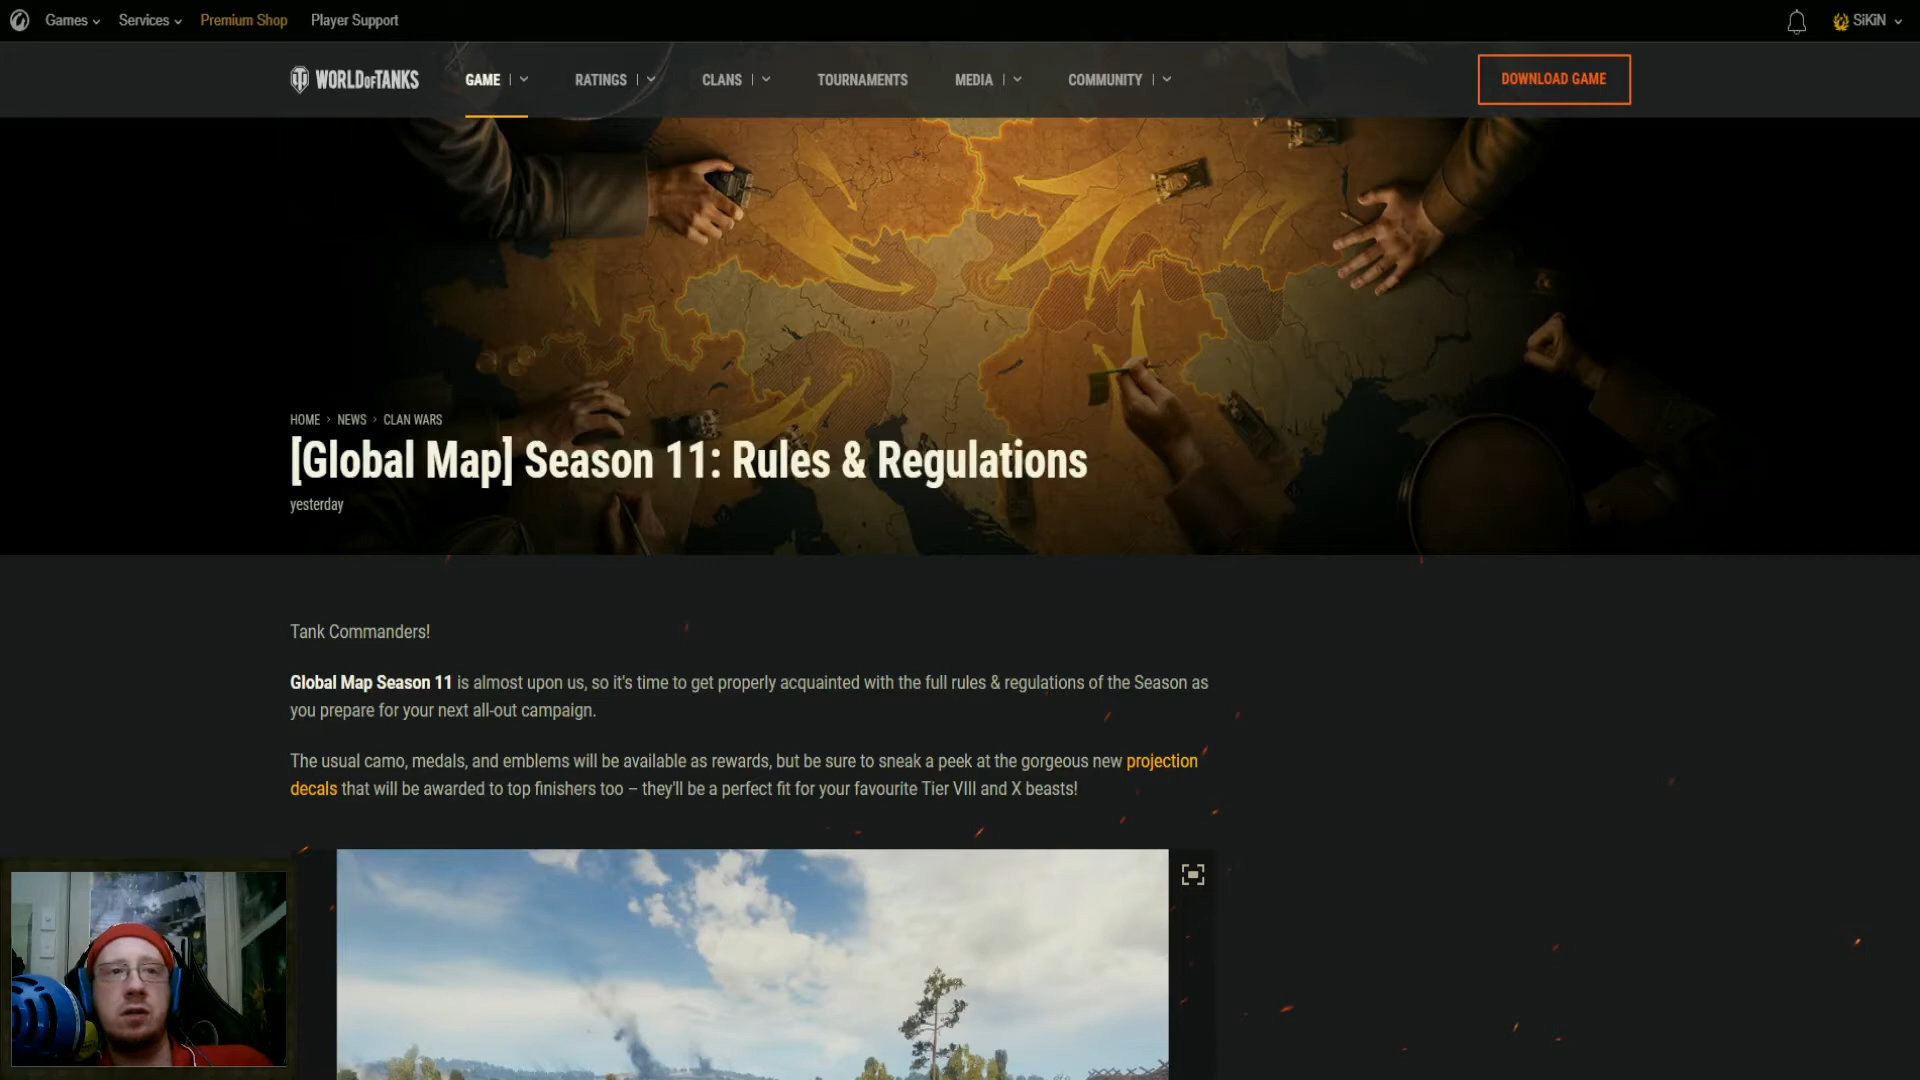 Games
Services
Premium Shop
Player Support
SiKiN
WORLD OF TANKS
GAME
RATINGS
CLANS
TOURNAMENTS
MEDIA
COMMUNITY
DOWNLOAD GAME
HOME › NEWS › CLAN WARS
[Global Map] Season 11: Rules & Regulations
yesterday
Tank Commanders!
Global Map Season 11 is almost upon us, so it's time to get properly acquainted with the full rules & regulations of the Season as
you prepare for your next all-out campaign.
The usual camo, medals, and emblems will be available as rewards, but be sure to sneak a peek at the gorgeous new projection
decals that will be awarded to top finishers too – they'll be a perfect fit for your favourite Tier VIII and X beasts!